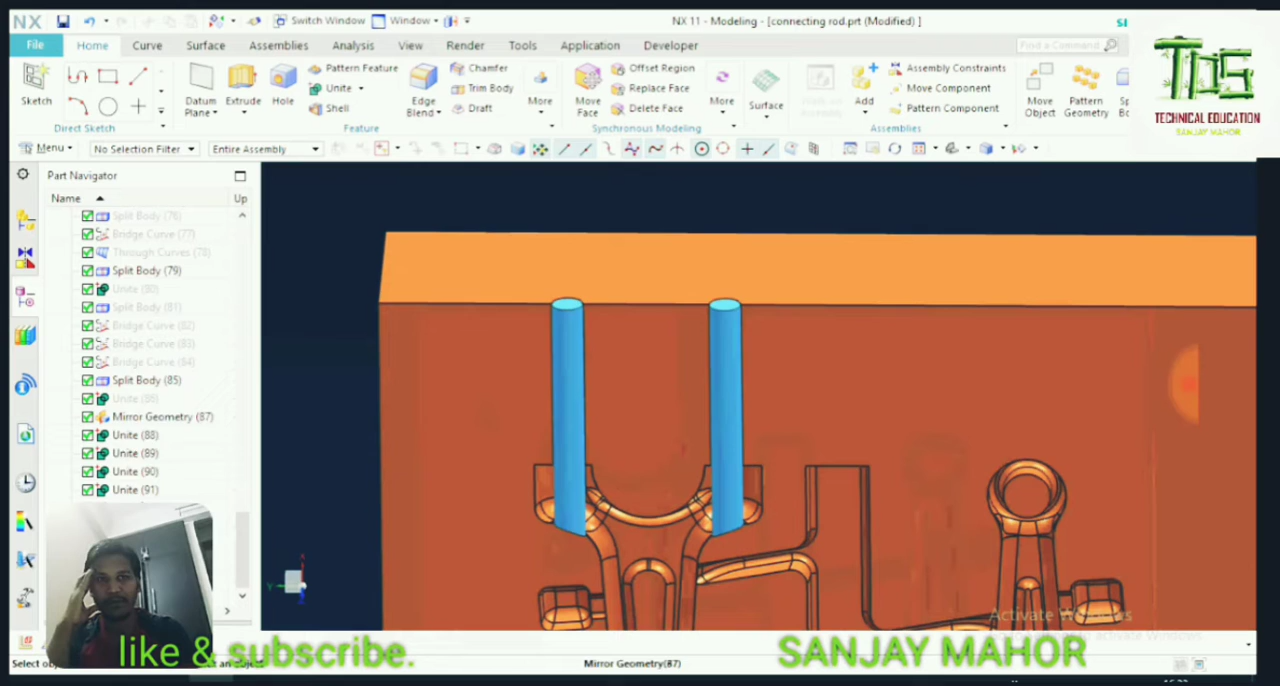 NX
Switch Window
Window
NX 11 - Modeling - [connecting rod.prt (Modified) ]
SI
File
Home
Curve
Surface
Assemblies
Analysis
View
Render
Tools
Application
Developer
Find a Command
TPS
TECHNICAL EDUCATION
SANJAY MAHOR
Sketch
Direct Sketch
Datum Plane
Extrude
Hole
Pattern Feature
Unite
Shell
Edge Blend
Chamfer
Trim Body
Draft
More
Feature
Move Face
Offset Region
Replace Face
Delete Face
More
Synchronous Modeling
Surface
Add
Assembly Constraints
Move Component
Pattern Component
Assemblies
Move Object
Pattern Geometry
Menu
No Selection Filter
Entire Assembly
Part Navigator
Name
Up
Split Body (76)
Bridge Curve (77)
Through Curves (78)
Split Body (79)
Unite (80)
Split Body (81)
Bridge Curve (82)
Bridge Curve (83)
Bridge Curve (84)
Split Body (85)
Unite (86)
Mirror Geometry (87)
Unite (88)
Unite (89)
Unite (90)
Unite (91)
Activate Windows
like & subscribe.
SANJAY MAHOR
Mirror Geometry(87)